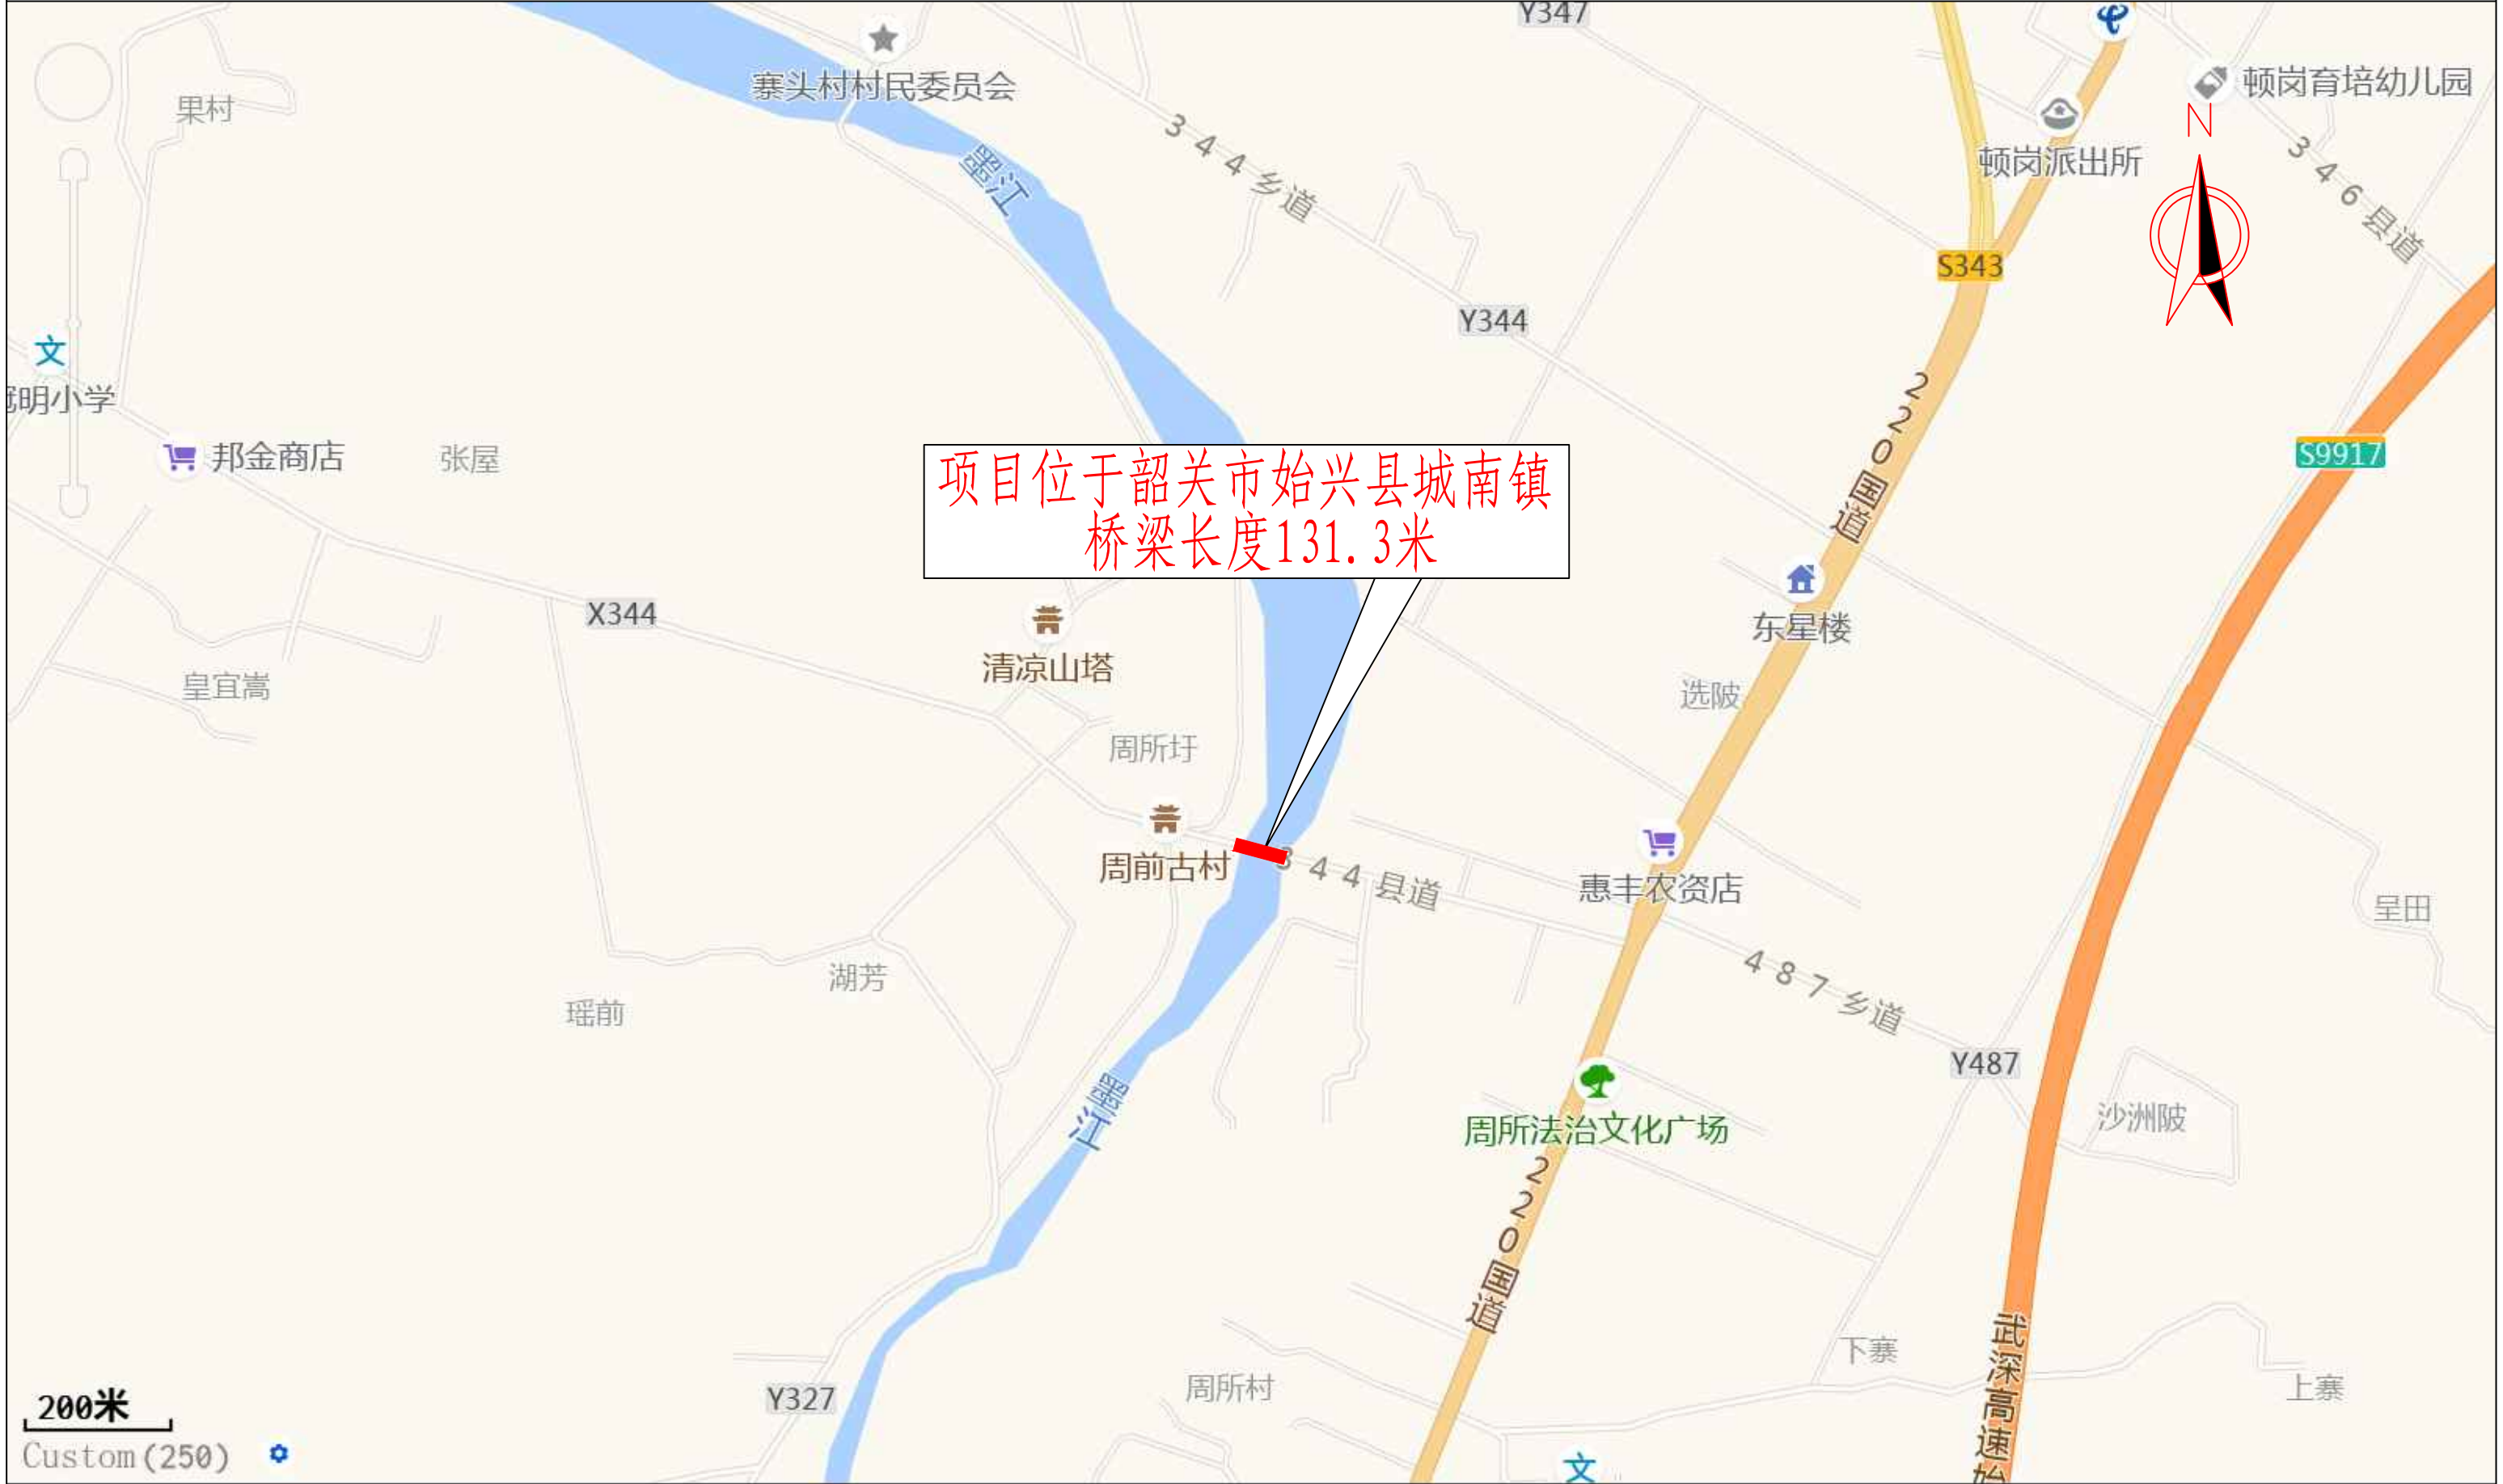 Y347
寨头村村民委员会
顿岗育培幼儿园
果村
344乡道
N
墨江
顿岗派出所
346县道
S343
Y344
明小学
220国道
邦金商店
张屋
S9917
项目位于韶关市始兴县城南镇
桥梁长度131.3米
X344
东星楼
清凉山塔
皇宜嵩
选陂
周所圩
周前古村
344县道
惠丰农资店
呈田
湖芳
487乡道
瑶前
Y487
墨江
沙洲陂
周所法治文化广场
220国道
武深高速始
下寨
周所村
上寨
Y327
200米
Custom(250)
文
文